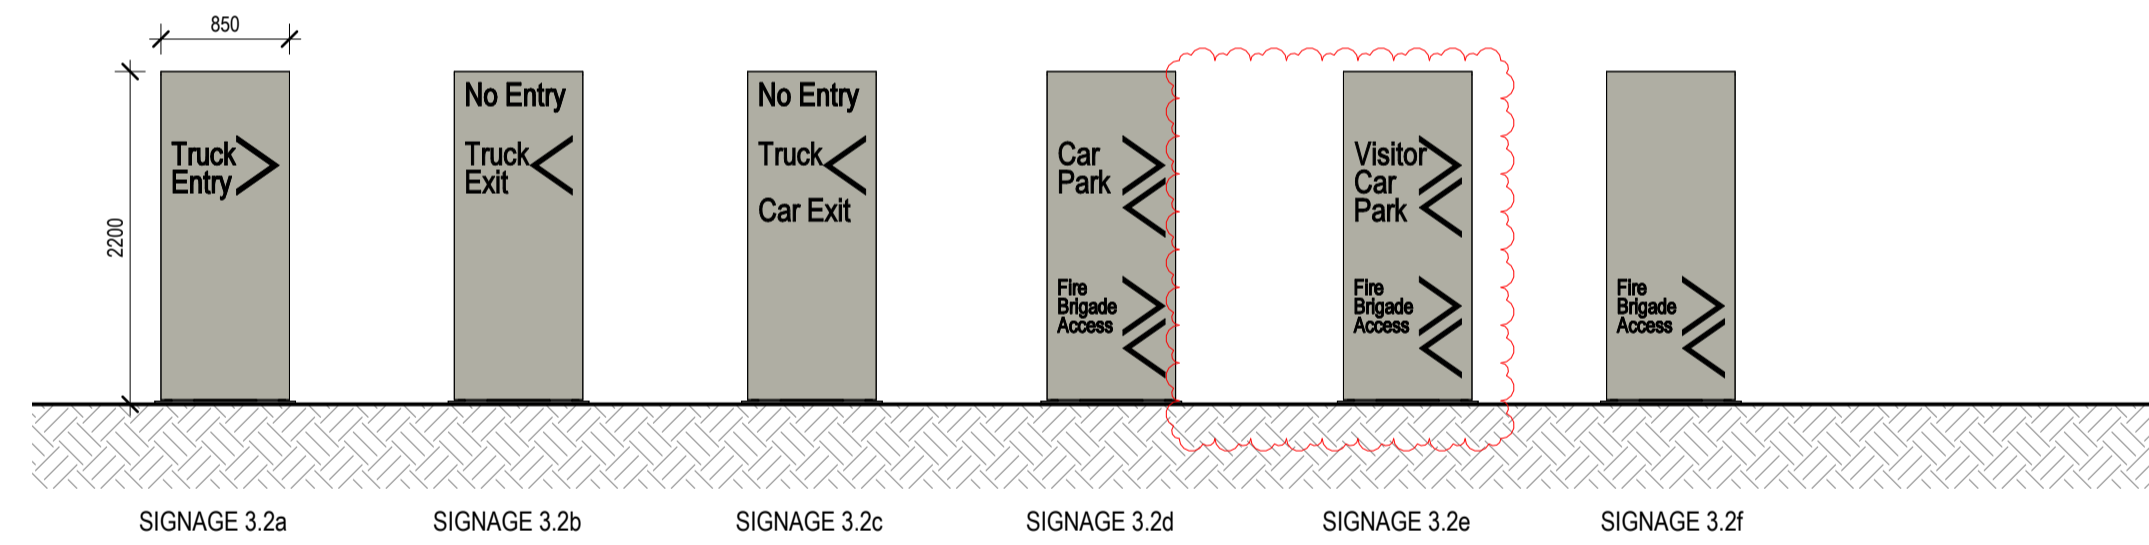 850
2200
Truck
Entry
No Entry
Truck
Exit
No Entry
Truck
Car Exit
Car
Park
Fire
Brigade
Access
Visitor
Car
Park
Fire
Brigade
Access
Fire
Brigade
Access
SIGNAGE 3.2a
SIGNAGE 3.2b
SIGNAGE 3.2c
SIGNAGE 3.2d
SIGNAGE 3.2e
SIGNAGE 3.2f